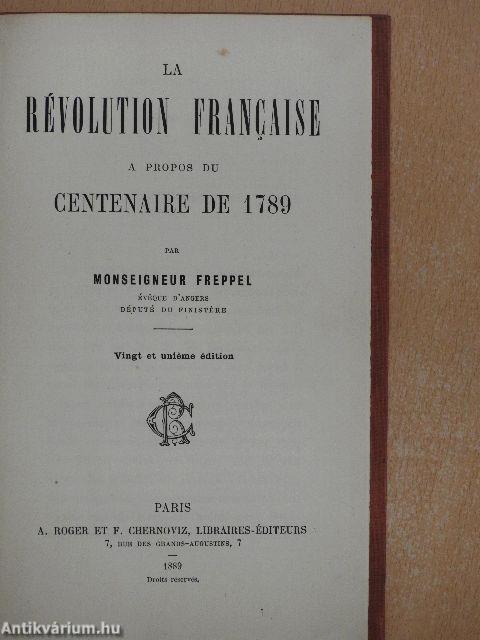 LA
RÉVOLUTION FRANÇAISE
A PROPOS DU
CENTENAIRE DE 1789
PAR
MONSEIGNEUR FREPPEL
ÉVÊQUE D'ANGERS
DÉPUTÉ DU FINISTÈRE
Vingt et unième édition
PARIS
A. ROGER ET F. CHERNOVIZ, LIBRAIRES-ÉDITEURS
7, RUE DES GRANDS-AUGUSTINS, 7
1889
Droits réservés.
Antikvárium.hu